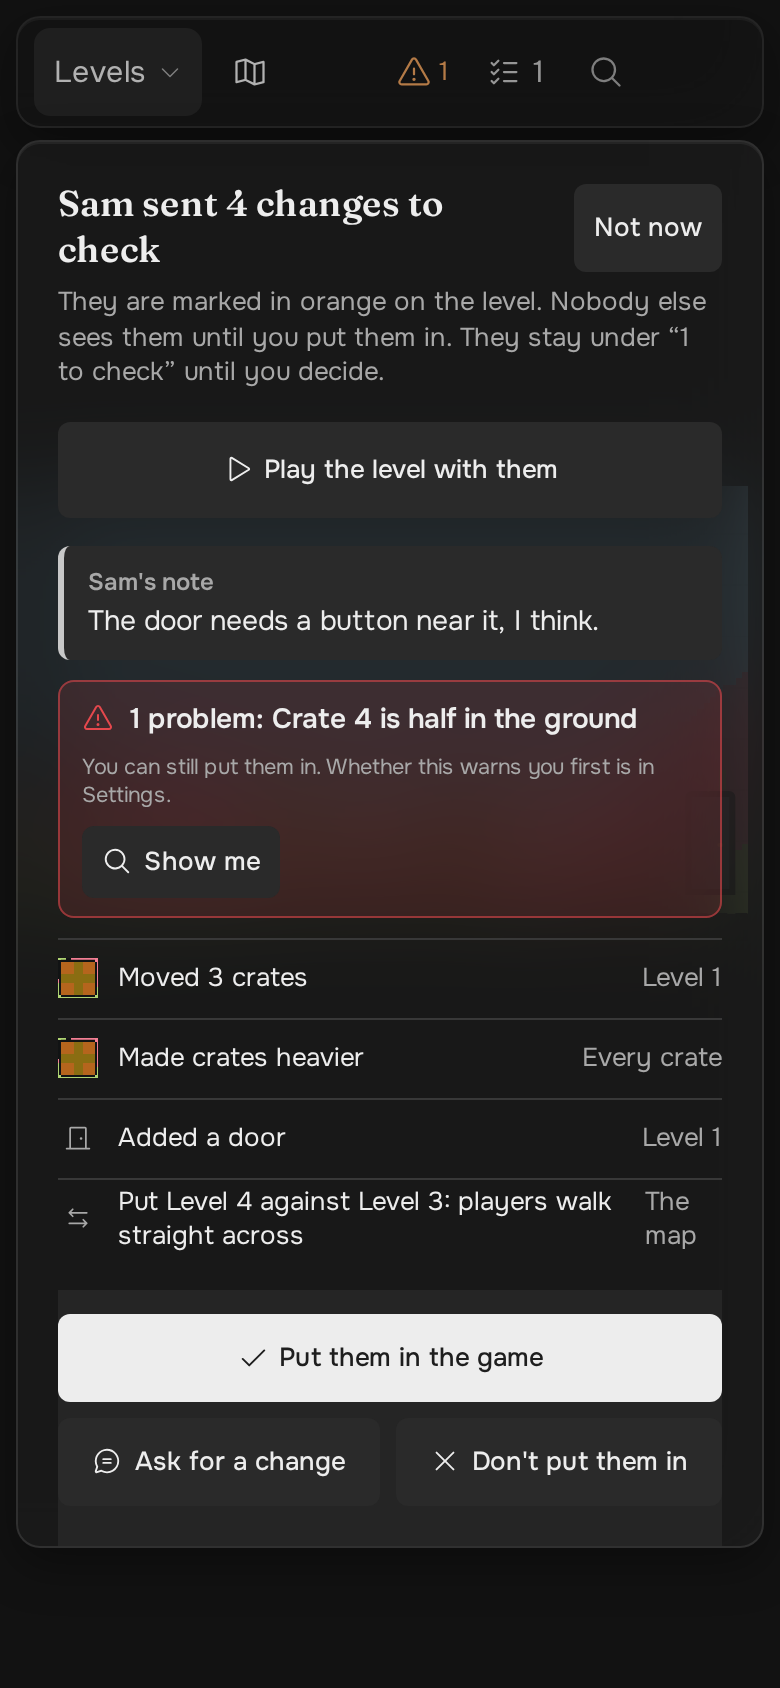 Levels
1
1
Sam sent 4 changes to
check
Not now
They are marked in orange on the level. Nobody else
sees them until you put them in. They stay under “1
to check” until you decide.
Play the level with them
Sam's note
The door needs a button near it, I think.
1 problem: Crate 4 is half in the ground
You can still put them in. Whether this warns you first is in
Settings.
Show me
Moved 3 crates
Level 1
Made crates heavier
Every crate
Added a door
Level 1
Put Level 4 against Level 3: players walk
straight across
The
map
Put them in the game
Ask for a change
Don't put them in